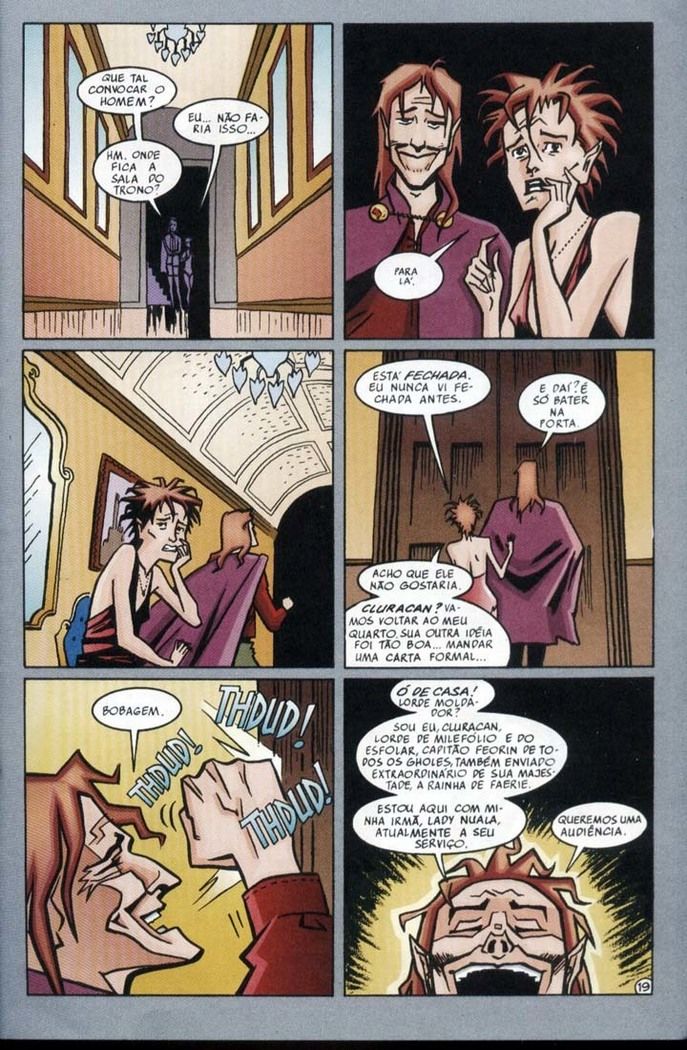 QUE TAL
CONVOCAR O
HOMEM?
EU... NÃO FA-
RIA ISSO...
HM. ONDE
FICA A
SALA DO
TRONO?
PARA
LÁ.
ESTÁ FECHADA.
EU NUNCA VI FE-
CHADA ANTES.
E DAÍ? É
SÓ BATER
NA
PORTA.
ACHO QUE ELE
NÃO GOSTARIA.
CLURACAN? VA-
MOS VOLTAR AO MEU
QUARTO. SUA OUTRA IDÉIA
FOI TÃO BOA... MANDAR
UMA CARTA FORMAL...
BOBAGEM.
THDUD!
THDUD!
THDUD!
Ó DE CASA!
LORDE MOLDA-
DOR?
SOU EU, CLURACAN,
LORDE DE MILEFÓLIO E DO
ESFOLAR, CAPITÃO FEORIN DE TO-
DOS OS GHOLES, TAMBÉM ENVIADO
EXTRAORDINÁRIO DE SUA MAJES-
TADE, A RAINHA DE FAERIE.
ESTOU AQUI COM MI-
NHA IRMÃ, LADY NUALA,
ATUALMENTE A SEU
SERVIÇO.
QUEREMOS UMA
AUDIÊNCIA.
19